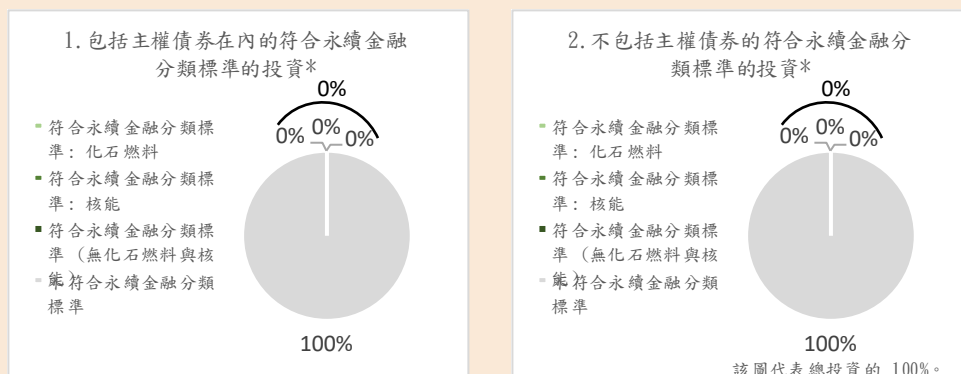 1.包括主權債券在內的符合永續金融
分類標準的投資*
0%
0% 0% 0%
符合永續金融分類標
準: 化石燃料
符合永續金融分類標
準: 核能
符合永續金融分類標
準 (無化石燃料與核
能)
未符合永續金融分類
標準
100%
2.不包括主權債券的符合永續金融分
類標準的投資*
0%
0% 0% 0%
符合永續金融分類標
準: 化石燃料
符合永續金融分類標
準: 核能
符合永續金融分類標
準 (無化石燃料與核
能)
未符合永續金融分類
標準
100%
該圖代表總投資的 100%。